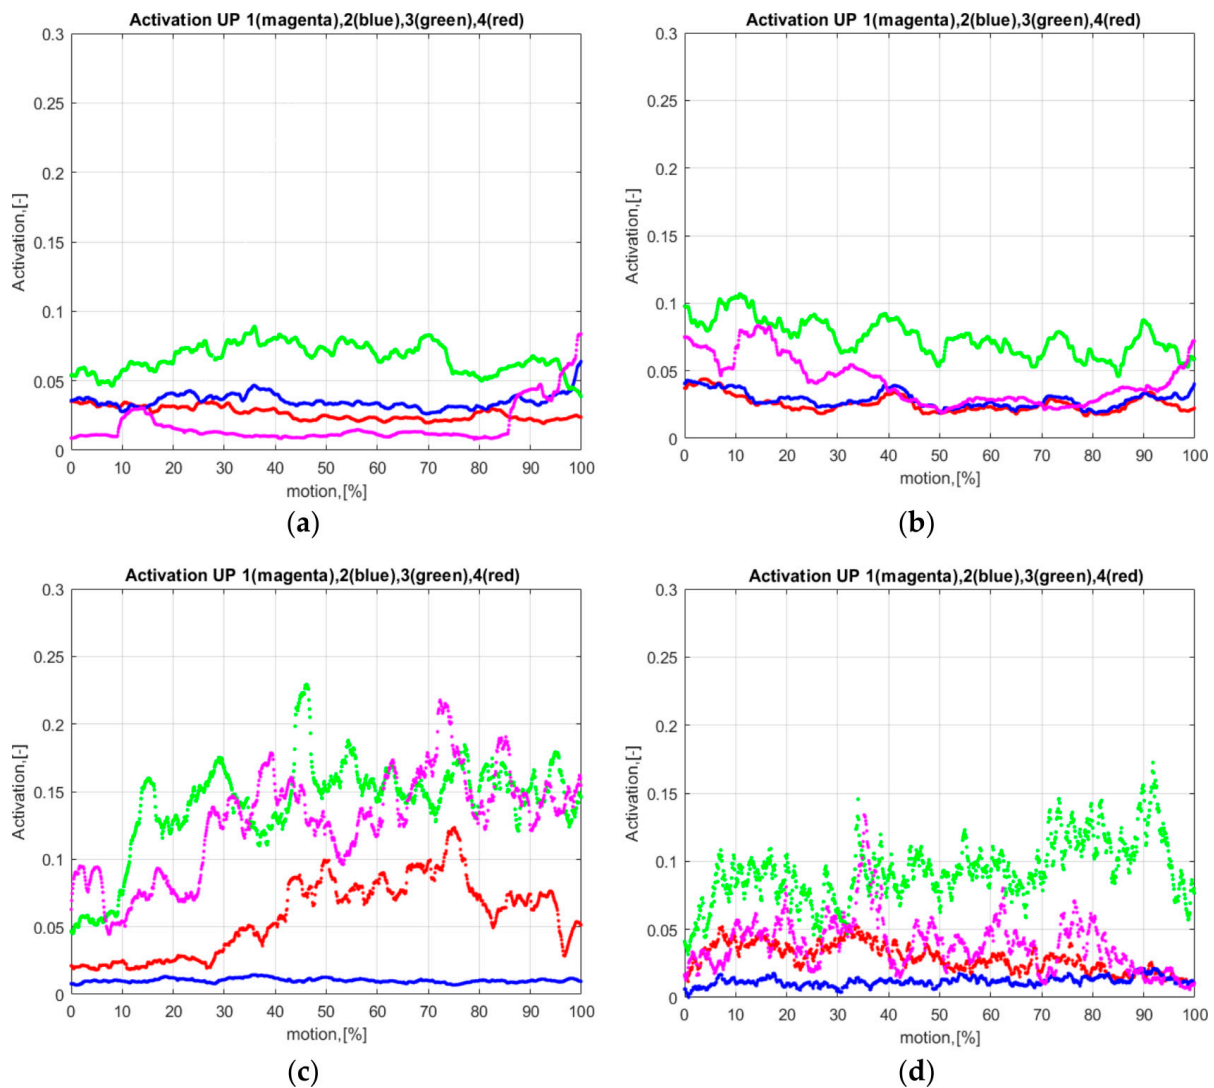 Activation UP 1(magenta),2(blue),3(green),4(red)
0.3
0.25
0.2
0.15
0.1
0.05
0
Activation,[-]
0 10 20 30 40 50 60 70 80 90 100
motion,[%]
(a)
Activation UP 1(magenta),2(blue),3(green),4(red)
0.3
0.25
0.2
0.15
0.1
0.05
0
Activation,[-]
0 10 20 30 40 50 60 70 80 90 100
motion,[%]
(b)
Activation UP 1(magenta),2(blue),3(green),4(red)
0.3
0.25
0.2
0.15
0.1
0.05
0
Activation,[-]
0 10 20 30 40 50 60 70 80 90 100
motion,[%]
(c)
Activation UP 1(magenta),2(blue),3(green),4(red)
0.3
0.25
0.2
0.15
0.1
0.05
0
Activation,[-]
0 10 20 30 40 50 60 70 80 90 100
motion,[%]
(d)